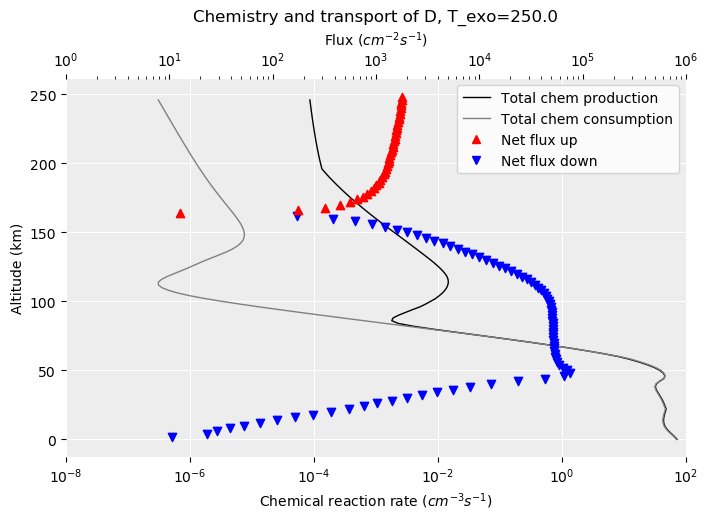 Chemistry and transport of D, T_exo=250.0
Flux (cm⁻²s⁻¹)
10⁰ 10¹ 10² 10³ 10⁴ 10⁵ 10⁶
Total chem production
Total chem consumption
Net flux up
Net flux down
Altitude (km)
250
200
150
100
50
0
10⁻⁸ 10⁻⁶ 10⁻⁴ 10⁻² 10⁰ 10²
Chemical reaction rate (cm⁻³s⁻¹)